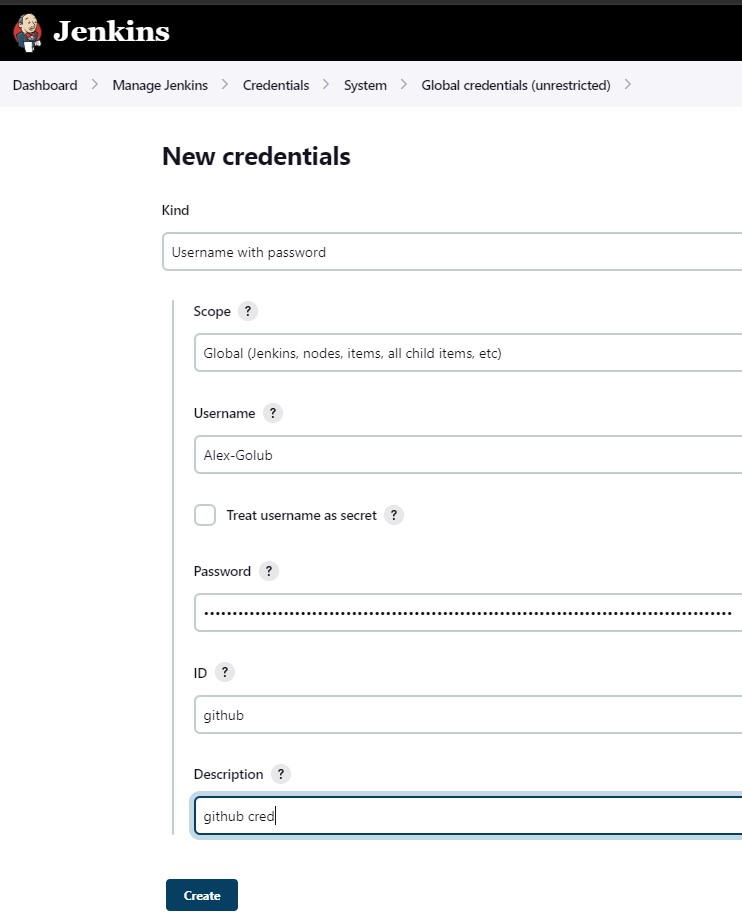 Jenkins
Dashboard > Manage Jenkins > Credentials > System > Global credentials (unrestricted) >
New credentials
Kind
Username with password
Scope ?
Global (Jenkins, nodes, items, all child items, etc)
Username ?
Alex-Golub
Treat username as secret ?
Password ?
ID ?
github
Description ?
github cred
Create